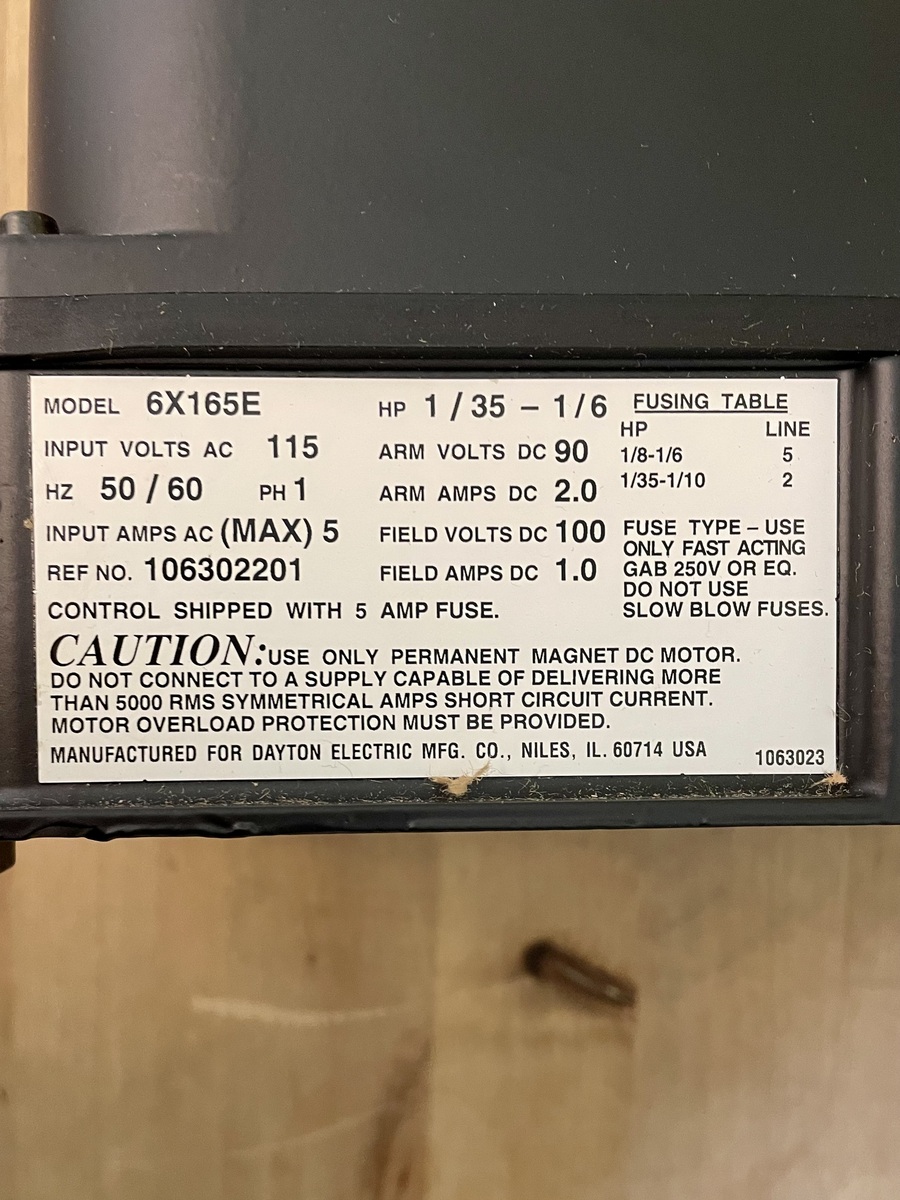 MODEL 6X165E HP 1 / 35 – 1/6 FUSING TABLE
HP LINE
INPUT VOLTS AC 115 ARM VOLTS DC 90 1/8-1/6 5
HZ 50 / 60 PH 1 ARM AMPS DC 2.0 1/35-1/10 2
INPUT AMPS AC (MAX) 5 FIELD VOLTS DC 100 FUSE TYPE – USE
ONLY FAST ACTING
REF NO. 106302201 FIELD AMPS DC 1.0 GAB 250V OR EQ.
DO NOT USE
CONTROL SHIPPED WITH 5 AMP FUSE. SLOW BLOW FUSES.
CAUTION: USE ONLY PERMANENT MAGNET DC MOTOR.
DO NOT CONNECT TO A SUPPLY CAPABLE OF DELIVERING MORE
THAN 5000 RMS SYMMETRICAL AMPS SHORT CIRCUIT CURRENT.
MOTOR OVERLOAD PROTECTION MUST BE PROVIDED.
MANUFACTURED FOR DAYTON ELECTRIC MFG. CO., NILES, IL. 60714 USA 1063023